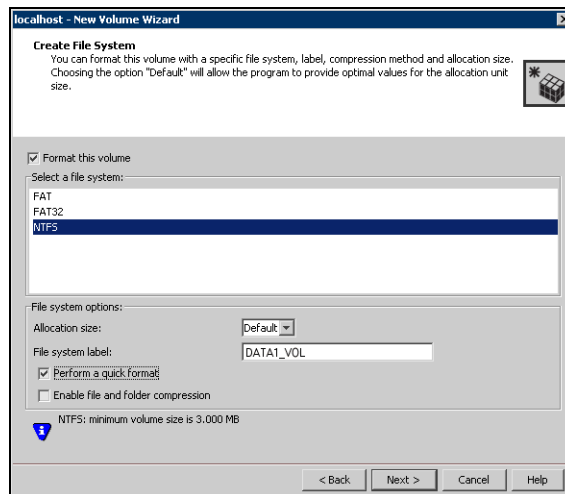 localhost - New Volume Wizard
Create File System
You can format this volume with a specific file system, label, compression method and allocation size.
Choosing the option "Default" will allow the program to provide optimal values for the allocation unit
size.
Format this volume
Select a file system:
FAT
FAT32
NTFS
File system options:
Allocation size:
Default
File system label:
DATA1_VOL
Perform a quick format
Enable file and folder compression
NTFS: minimum volume size is 3.000 MB
< Back
Next >
Cancel
Help